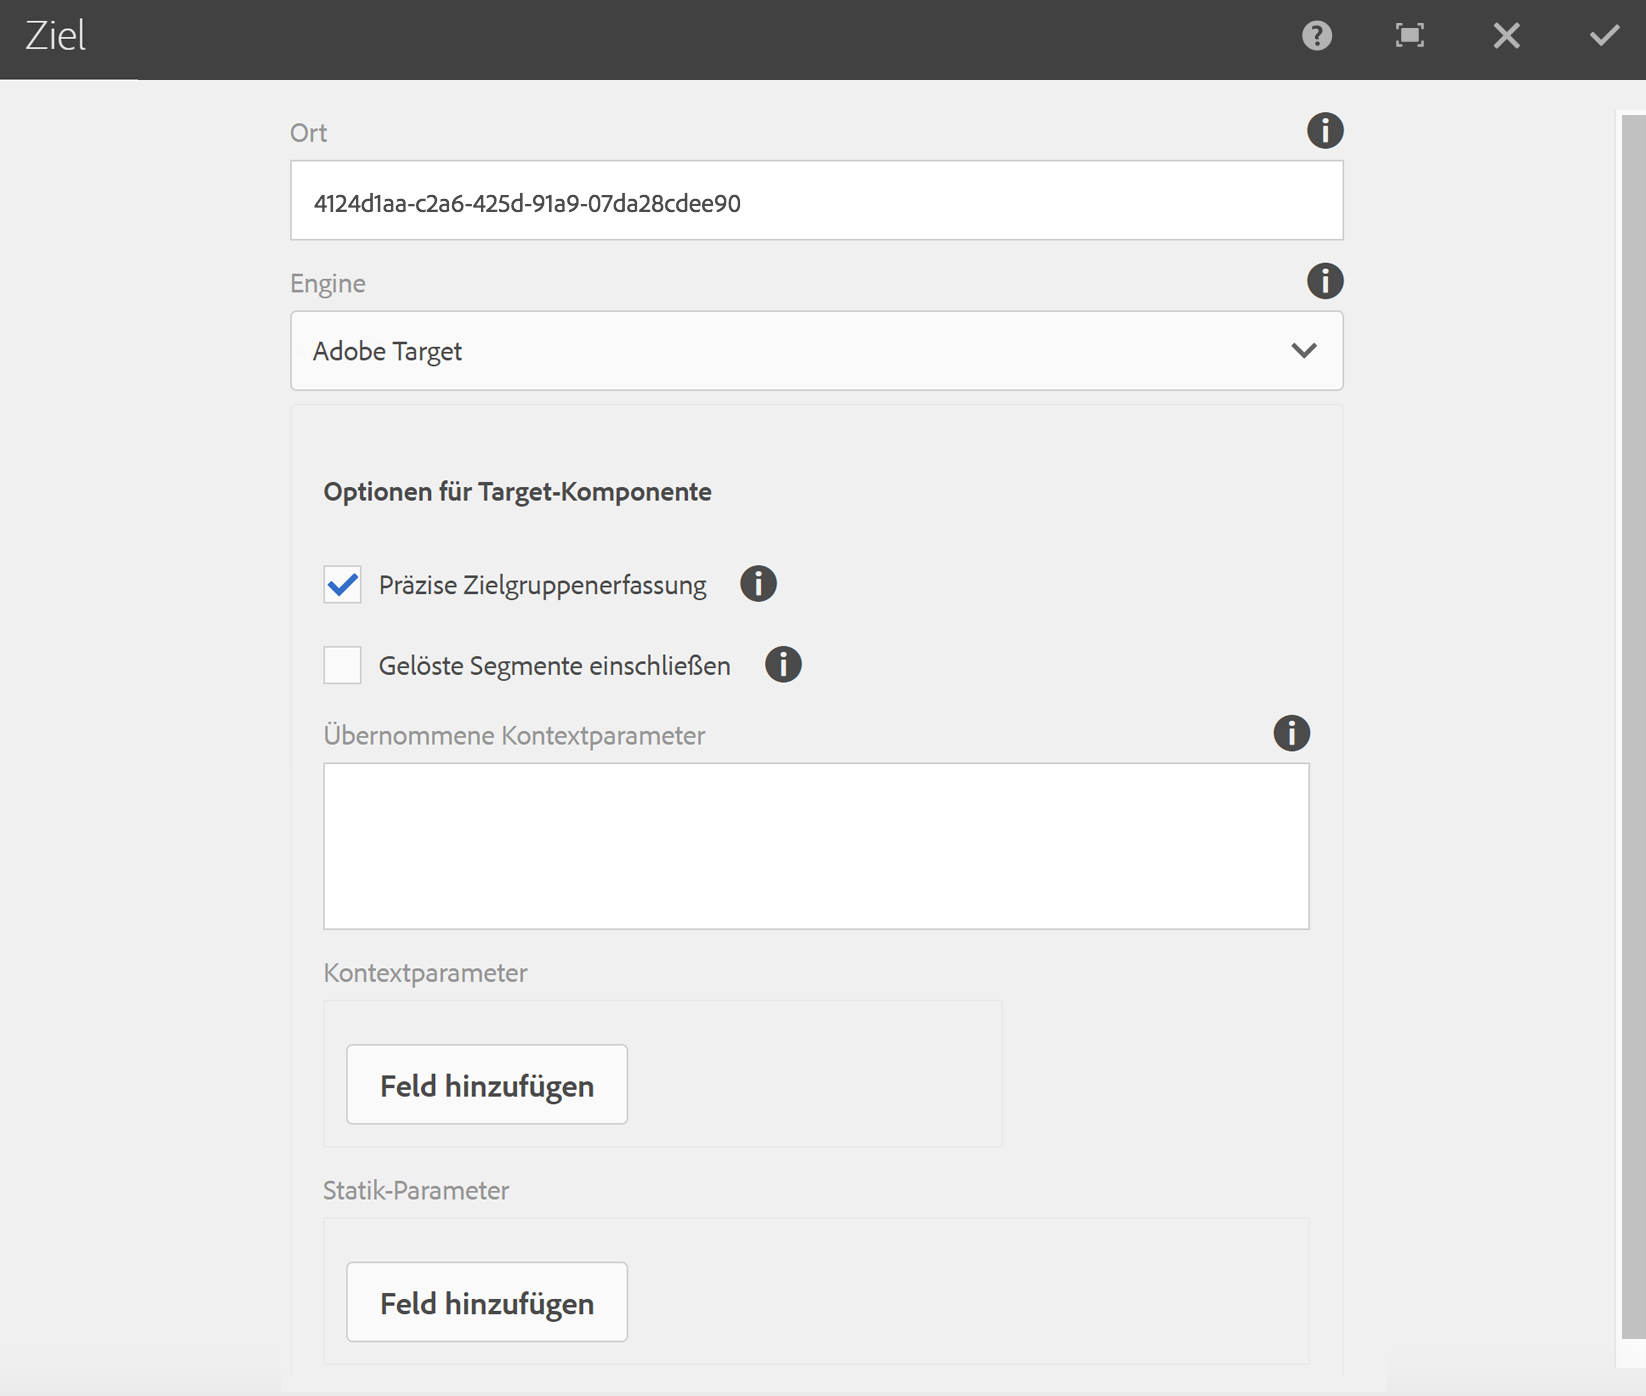 Ziel
Ort
4124d1aa-c2a6-425d-91a9-07da28cdee90
Engine
Adobe Target
Optionen für Target-Komponente
Präzise Zielgruppenerfassung
Gelöste Segmente einschließen
Übernommene Kontextparameter
Kontextparameter
Feld hinzufügen
Statik-Parameter
Feld hinzufügen